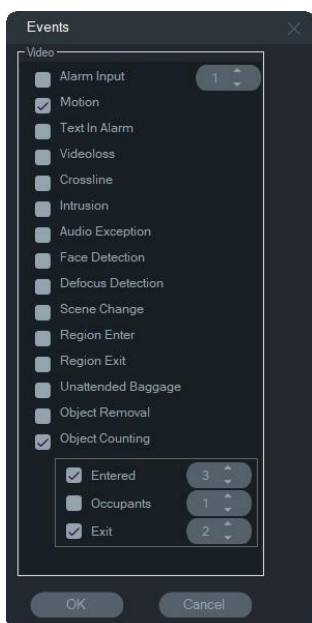 Events
Video
Alarm Input 1
Motion
Text In Alarm
Videoloss
Crossline
Intrusion
Audio Exception
Face Detection
Defocus Detection
Scene Change
Region Enter
Region Exit
Unattended Baggage
Object Removal
Object Counting
Entered 3
Occupants 1
Exit 2
OK Cancel